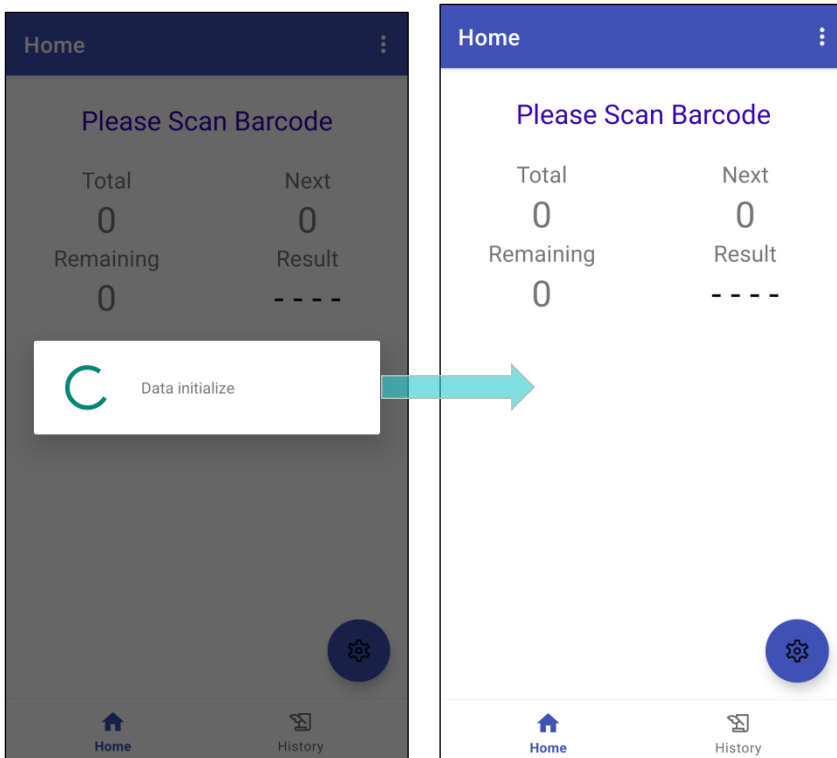 Home
Please Scan Barcode
Total Next
0 0
Remaining Result
0 - - - -
Data initialize
Home History
Home
Please Scan Barcode
Total Next
0 0
Remaining Result
0 - - - -
Home History